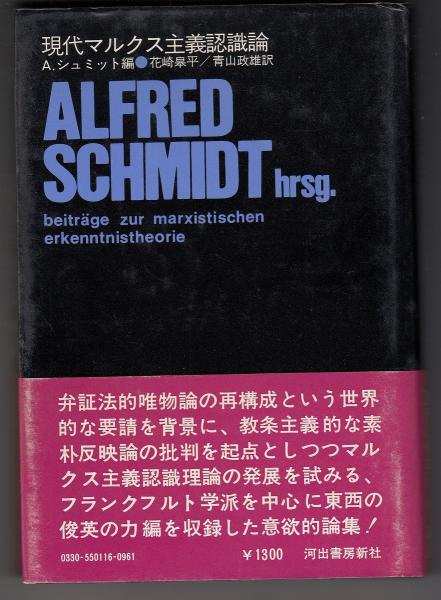 現代マルクス主義認識論
A.シュミット編●花崎皋平／青山政雄訳
ALFRED
SCHMIDT hrsg.
beiträge zur marxistischen
erkenntnistheorie
弁証法的唯物論の再構成という世界
的な要請を背景に、教条主義的な素
朴反映論の批判を起点としつつマル
クス主義認識理論の発展を試みる、
フランクフルト学派を中心に東西の
俊英の力編を収録した意欲的論集！
0330-550116-0961 ￥1300 河出書房新社